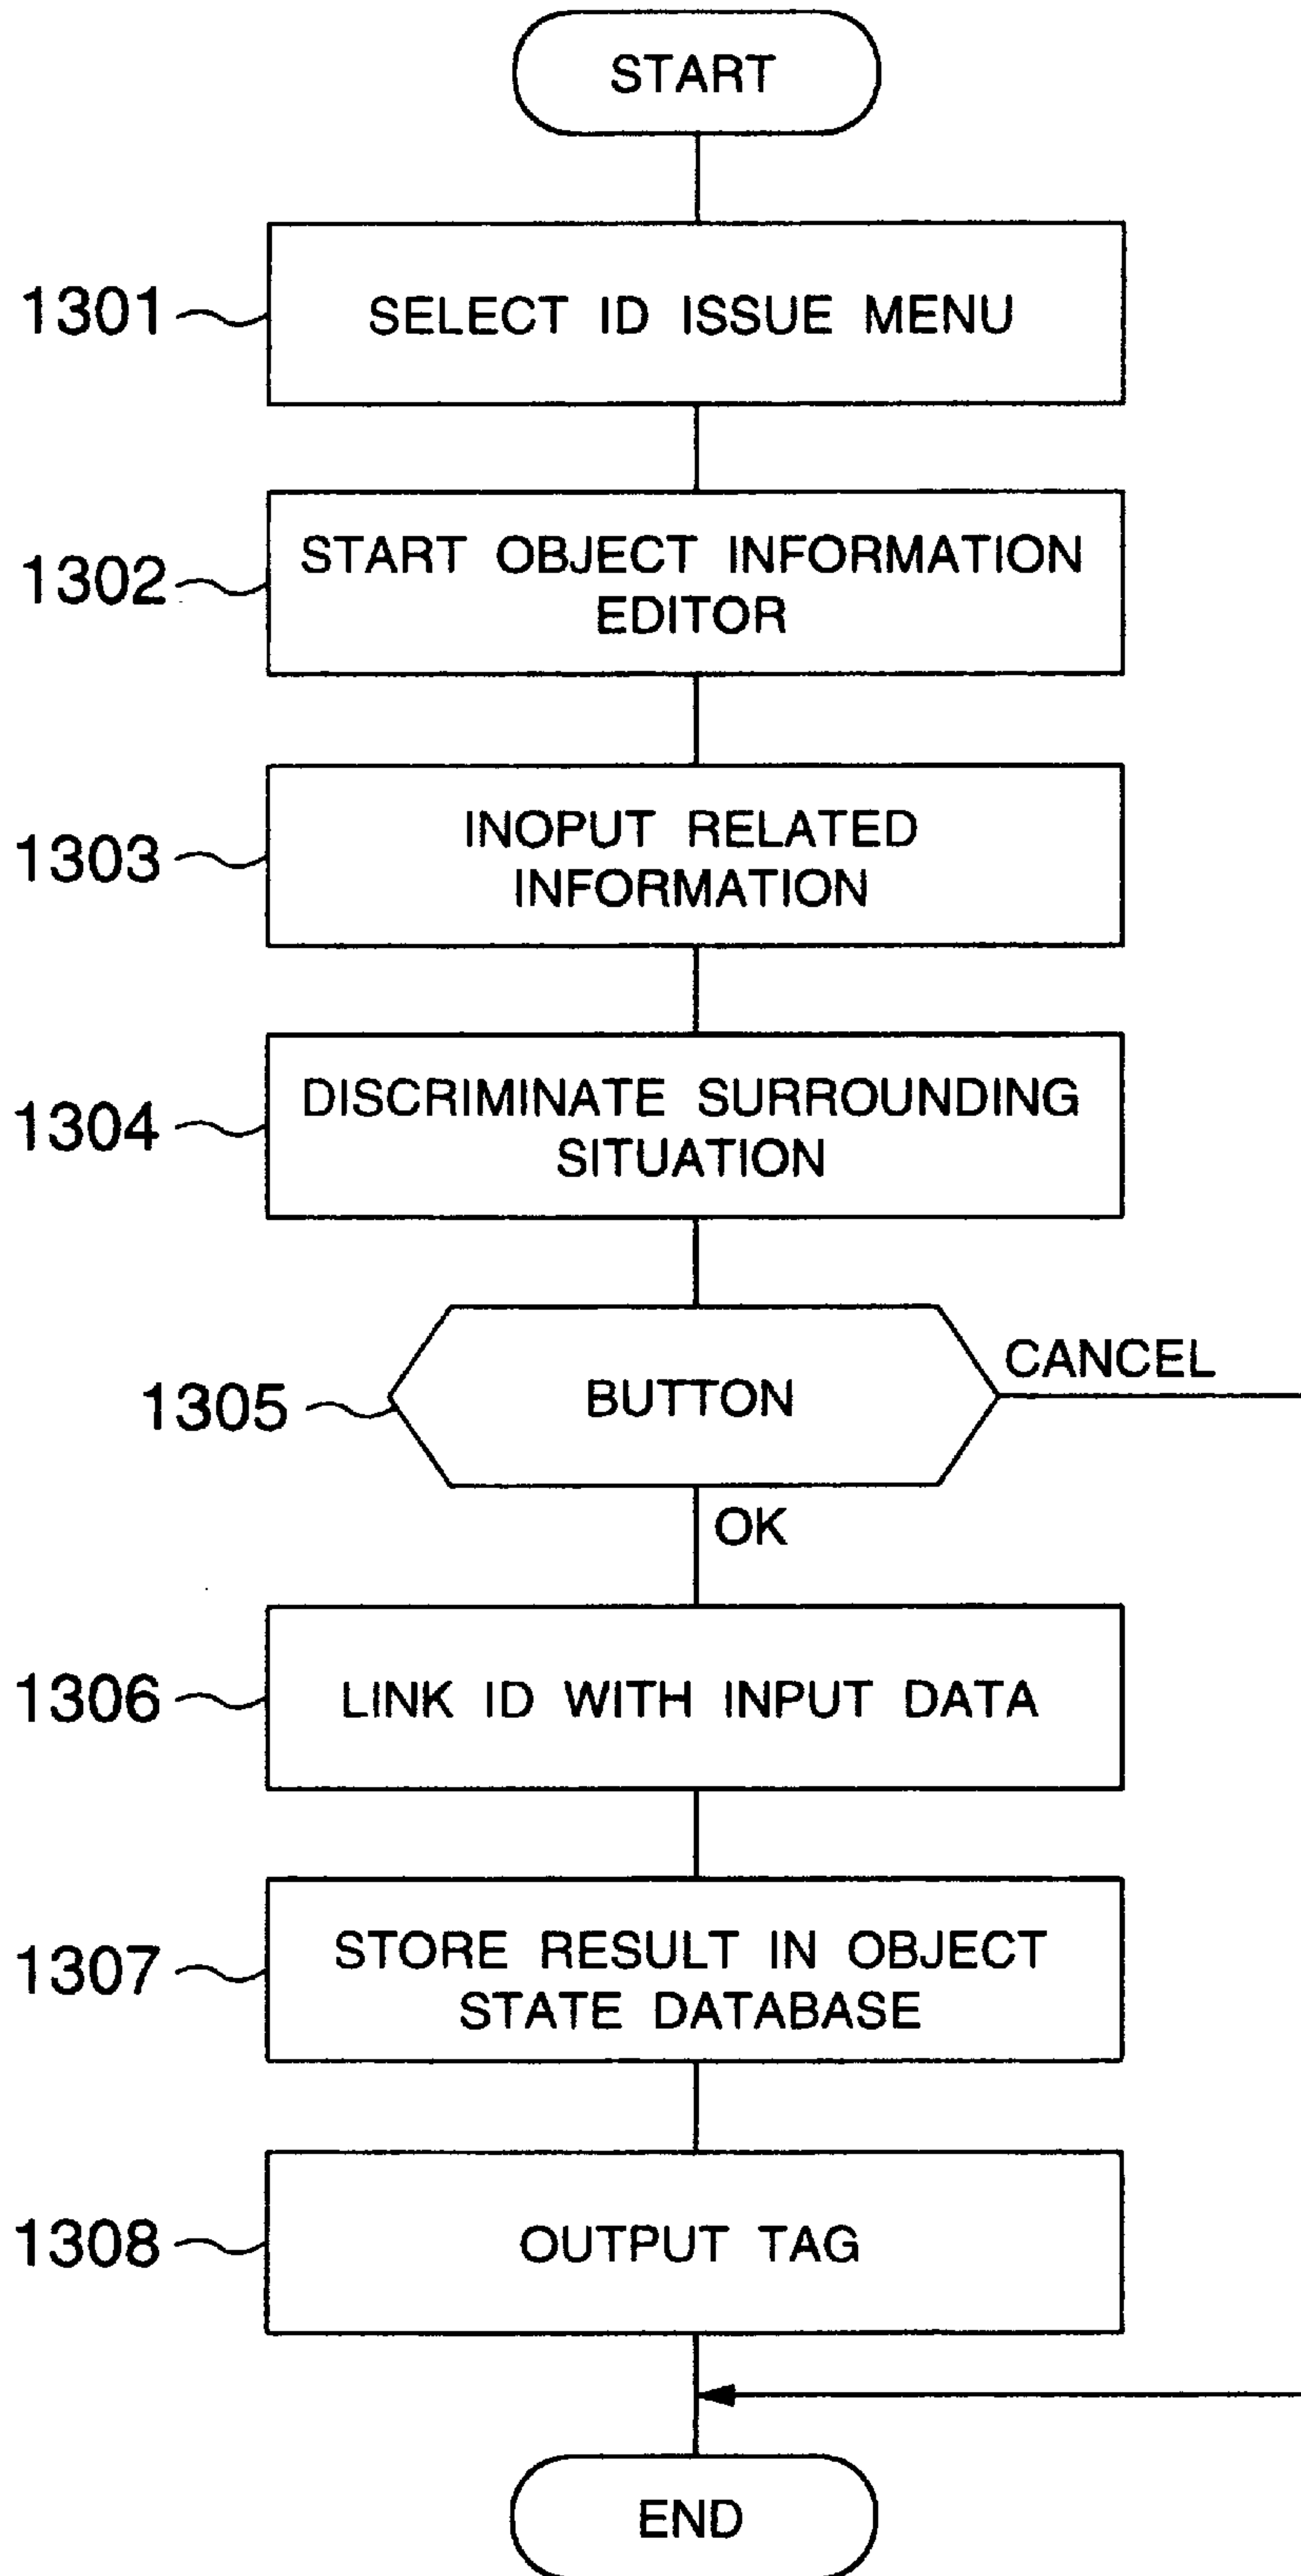 START
1301
SELECT ID ISSUE MENU
1302
START OBJECT INFORMATION
EDITOR
1303
INOPUT RELATED
INFORMATION
1304
DISCRIMINATE SURROUNDING
SITUATION
1305
BUTTON
CANCEL
OK
1306
LINK ID WITH INPUT DATA
1307
STORE RESULT IN OBJECT
STATE DATABASE
1308
OUTPUT TAG
END